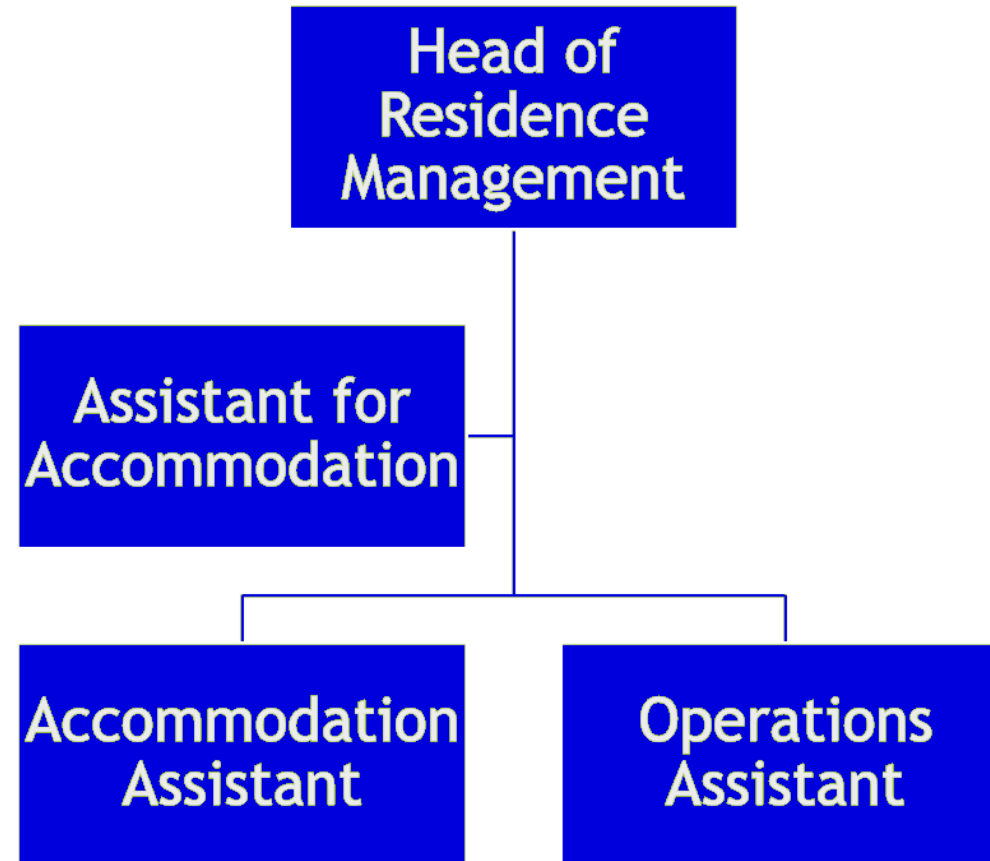 Head of
Residence
Management
Assistant for
Accommodation
Accommodation
Assistant
Operations
Assistant